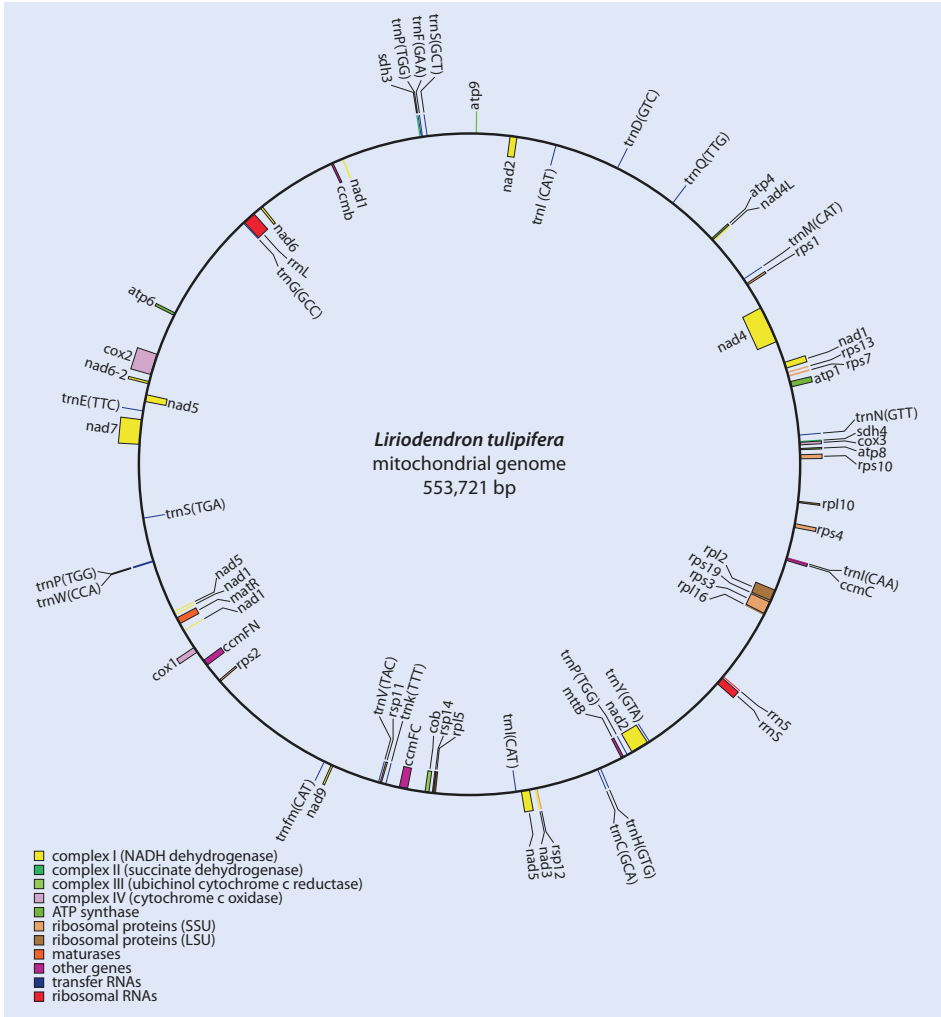 trnS(GCT)
trnF(GAA)
trnP(TGG)
sdh3
atp9
nad2
trnI (CAT)
trnD(GTC)
trnQ(TTG)
atp4
nad4L
trnM(CAT)
rps1
nad4
nad1
rps13
rps7
atp1
trnN(GTT)
sdh4
cox3
atp8
rps10
rpl10
rps4
trnI(CAA)
ccmC
rpl2
rps19
rps3
rpl16
rrn5
rrnS
trnY(GTA)
nad2
trnP(TGG)
mttB
trnH(GTG)
trnC(GCA)
trnI(CAT)
rsp12
nad3
nad5
cob
rsp14
rpl5
ccmFC
trnk(TTT)
rsp11
trnV(TAC)
trnfm(CAT)
nad9
rps2
ccmFN
cox1
nad5
nad1
matR
nad1
trnP(TGG)
trnW(CCA)
trnS(TGA)
nad7
trnE(TTC)
nad5
nad6-2
cox2
atp6
trnG(GCC)
rrnL
nad6
ccmb
nad1
Liriodendron tulipifera
mitochondrial genome
553,721 bp
complex I (NADH dehydrogenase)
complex II (succinate dehydrogenase)
complex III (ubichinol cytochrome c reductase)
complex IV (cytochrome c oxidase)
ATP synthase
ribosomal proteins (SSU)
ribosomal proteins (LSU)
maturases
other genes
transfer RNAs
ribosomal RNAs